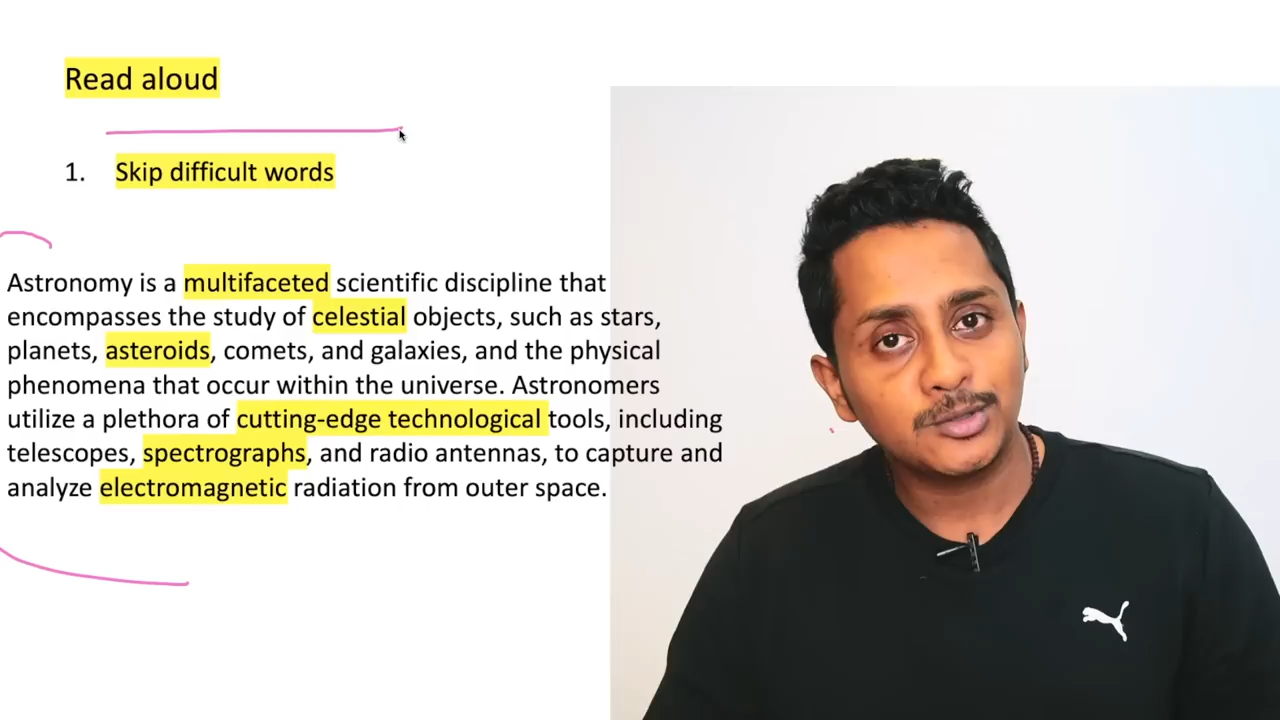 Read aloud
1. Skip difficult words
Astronomy is a multifaceted scientific discipline that
encompasses the study of celestial objects, such as stars,
planets, asteroids, comets, and galaxies, and the physical
phenomena that occur within the universe. Astronomers
utilize a plethora of cutting-edge technological tools, including
telescopes, spectrographs, and radio antennas, to capture and
analyze electromagnetic radiation from outer space.